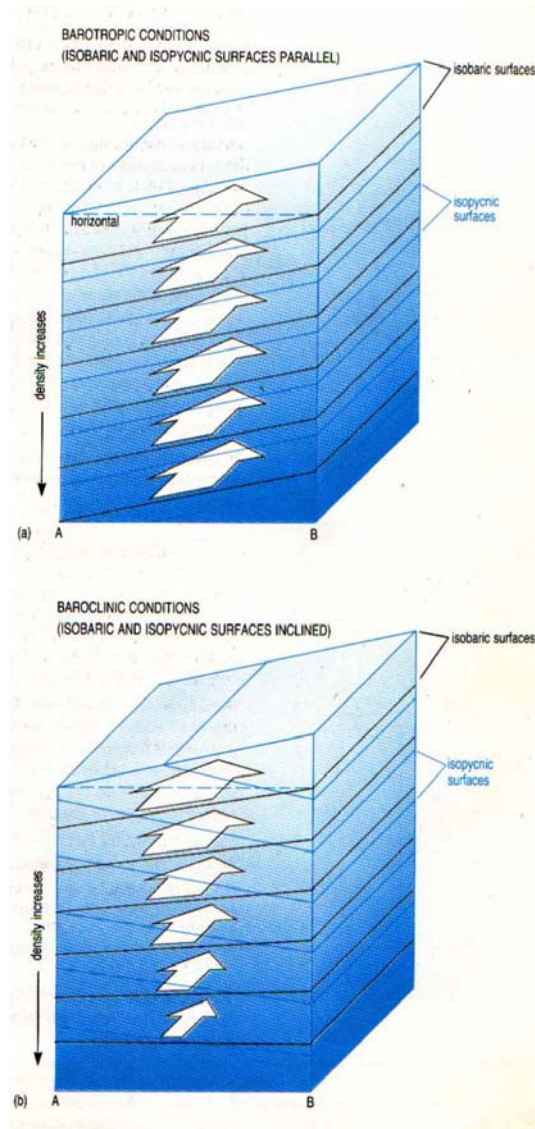 BAROTROPIC CONDITIONS
(ISOBARIC AND ISOPYCNIC SURFACES PARALLEL)
isobaric surfaces
isopycnic
surfaces
horizontal
density increases
(a)
A
B
BAROCLINIC CONDITIONS
(ISOBARIC AND ISOPYCNIC SURFACES INCLINED)
isobaric surfaces
isopycnic
surfaces
density increases
(b)
A
B